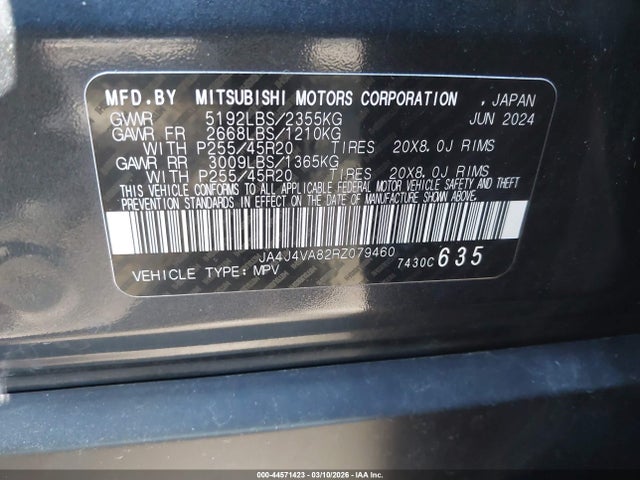 MFD.BY MITSUBISHI MOTORS CORPORATION , JAPAN
GVWR 5192LBS/2355KG JUN 2024
GAWR FR 2668LBS/1210KG
WITH P255/45R20 TIRES 20X8.0J RIMS
GAWR RR 3009LBS/1365KG
WITH P255/45R20 TIRES 20X8.0J RIMS
THIS VEHICLE CONFORMS TO ALL APPLICABLE FEDERAL MOTOR VEHICLE SAFETY AND THEFT
PREVENTION STANDARDS IN EFFECT ON THE DATE OF MANUFACTURE SHOWN ABOVE.
JA4J4VA82RZ079460
VEHICLE TYPE: MPV 7430C 635
000-44571423 | 03/10/2026 | IAA Inc.